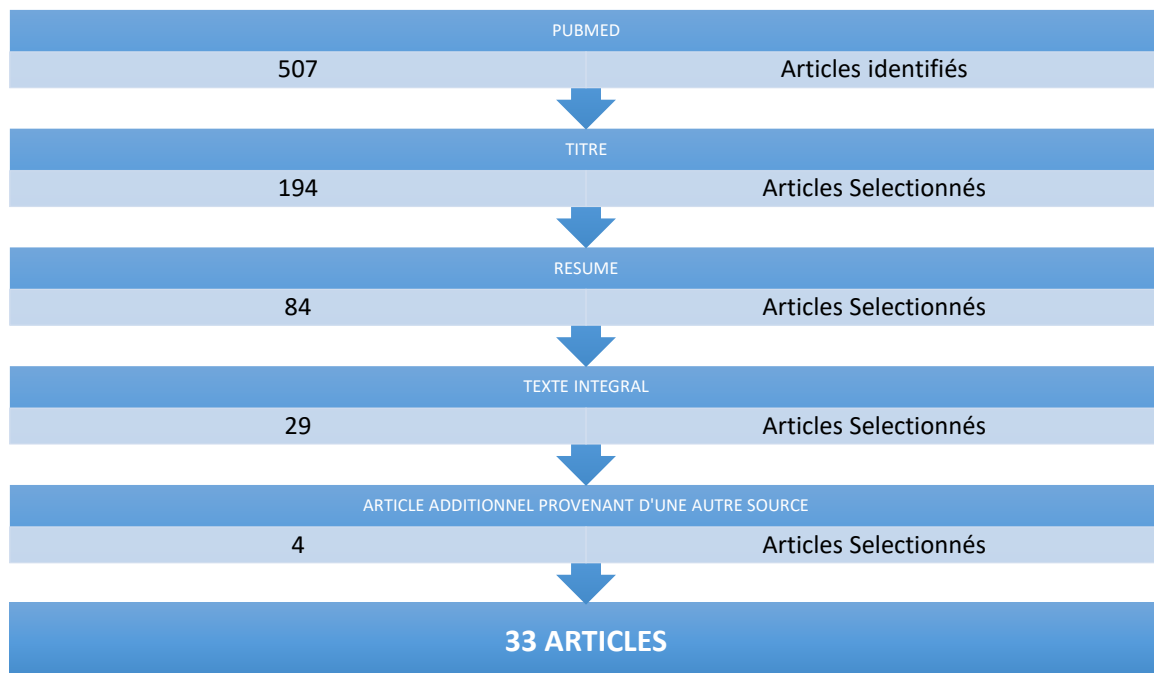 PUBMED
507 Articles identifiés
TITRE
194 Articles Selectionnés
RESUME
84 Articles Selectionnés
TEXTE INTEGRAL
29 Articles Selectionnés
ARTICLE ADDITIONNEL PROVENANT D'UNE AUTRE SOURCE
4 Articles Selectionnés
33 ARTICLES